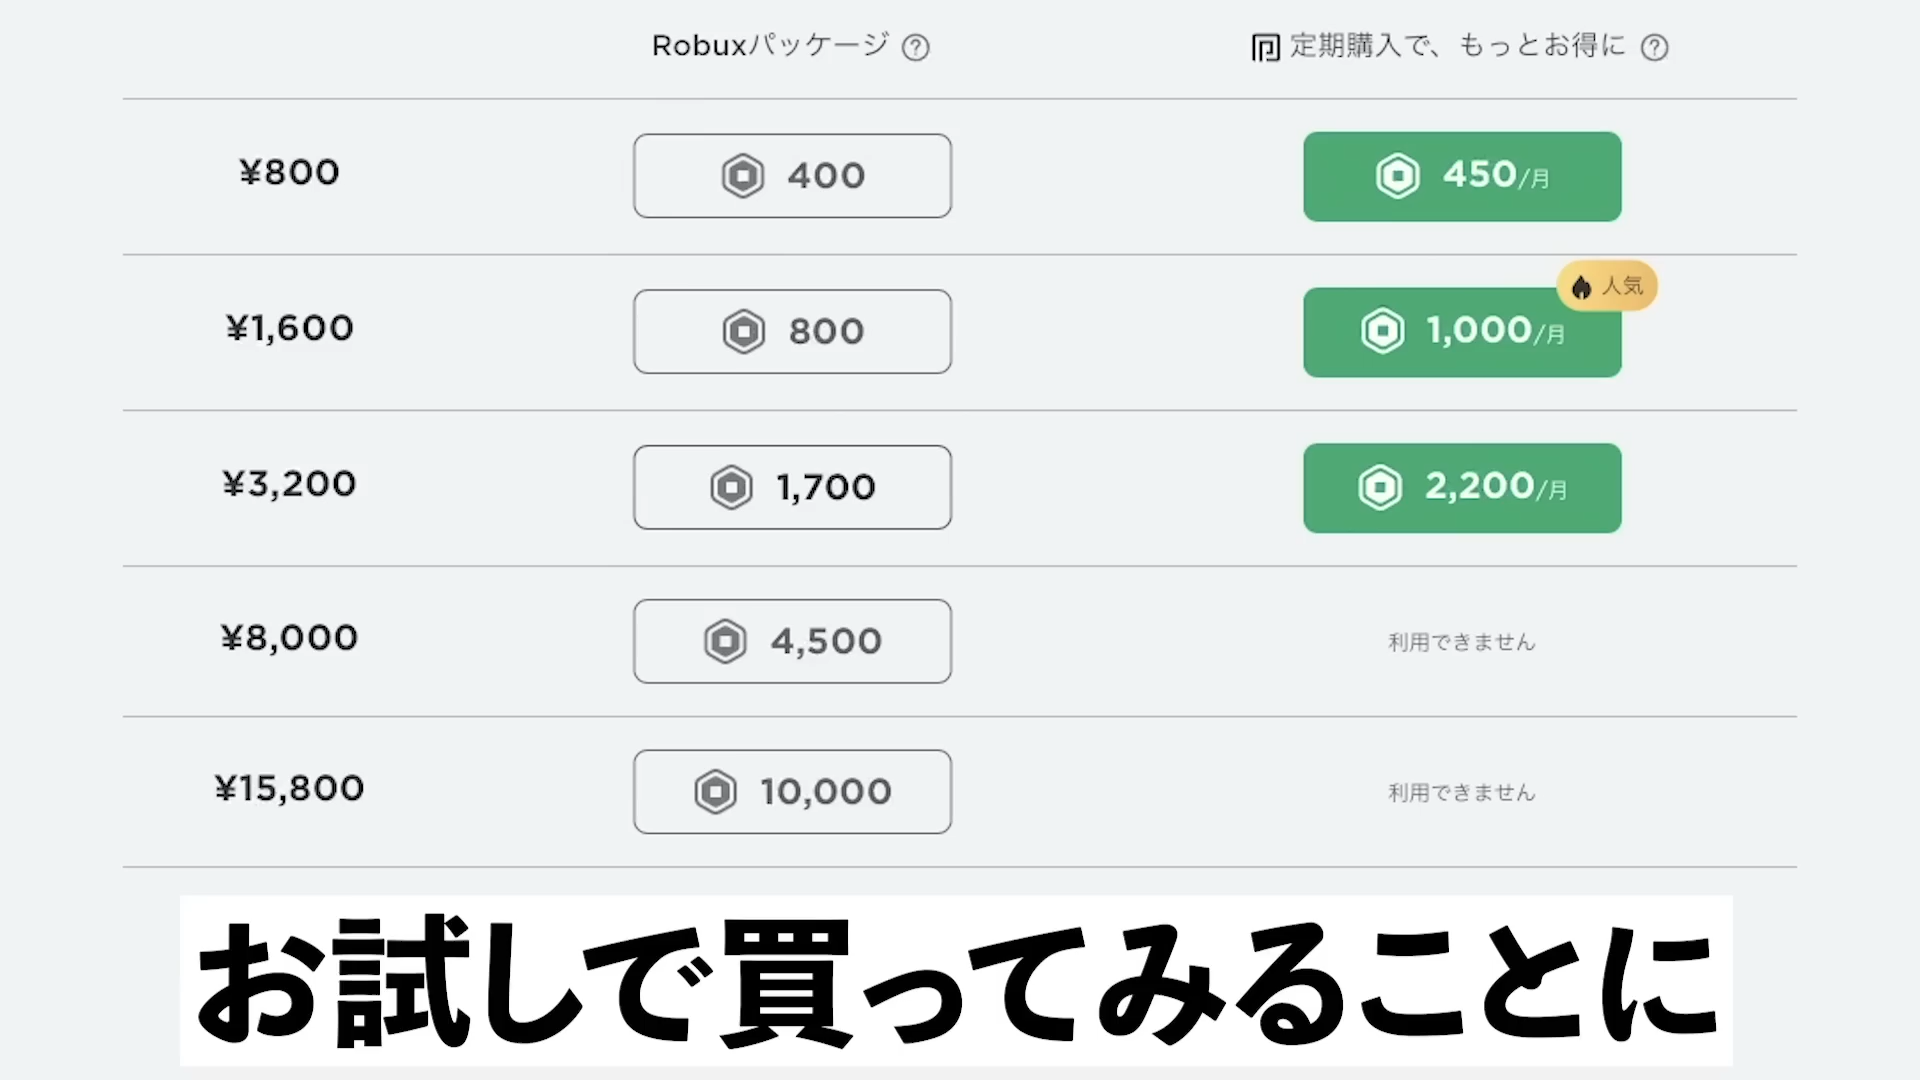 Robuxパッケージ ? 定期購入で、もっとお得に ?
¥800 400 450/月
人気
¥1,600 800 1,000/月
¥3,200 1,700 2,200/月
¥8,000 4,500 利用できません
¥15,800 10,000 利用できません
お試しで買ってみることに